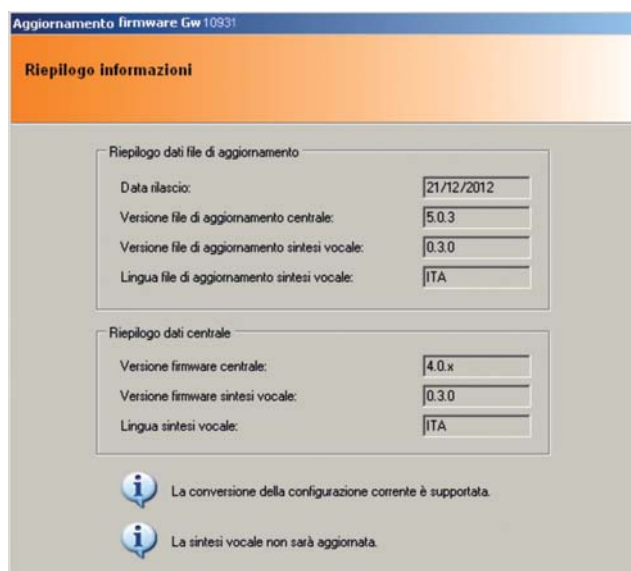 Aggiornamento firmware Gw 10931
Riepilogo informazioni
Riepilogo dati file di aggiornamento
Data rilascio: 21/12/2012
Versione file di aggiornamento centrale: 5.0.3
Versione file di aggiornamento sintesi vocale: 0.3.0
Lingua file di aggiornamento sintesi vocale: ITA
Riepilogo dati centrale
Versione firmware centrale: 4.0.x
Versione firmware sintesi vocale: 0.3.0
Lingua sintesi vocale: ITA
La conversione della configurazione corrente è supportata.
La sintesi vocale non sarà aggiornata.